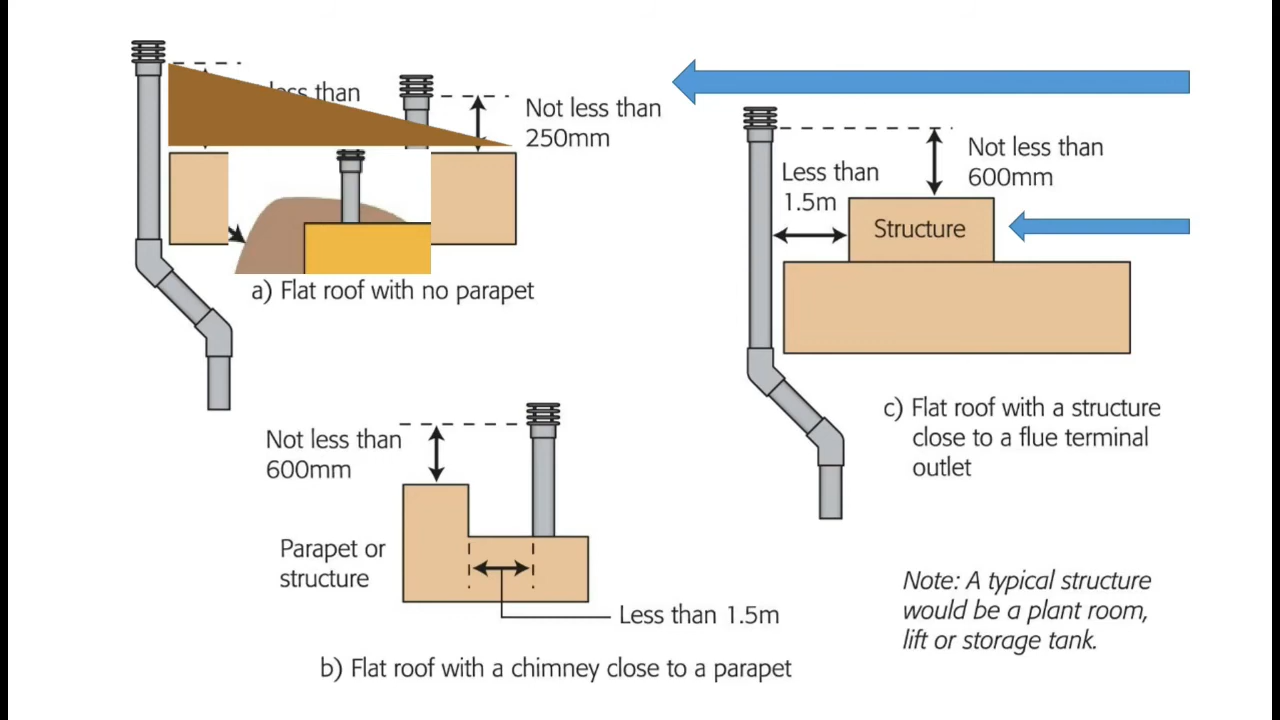 less than
Not less than
250mm
a) Flat roof with no parapet
Less than
1.5m
Not less than
600mm
Structure
c) Flat roof with a structure
close to a flue terminal
outlet
Not less than
600mm
Parapet or
structure
Less than 1.5m
b) Flat roof with a chimney close to a parapet
Note: A typical structure
would be a plant room,
lift or storage tank.